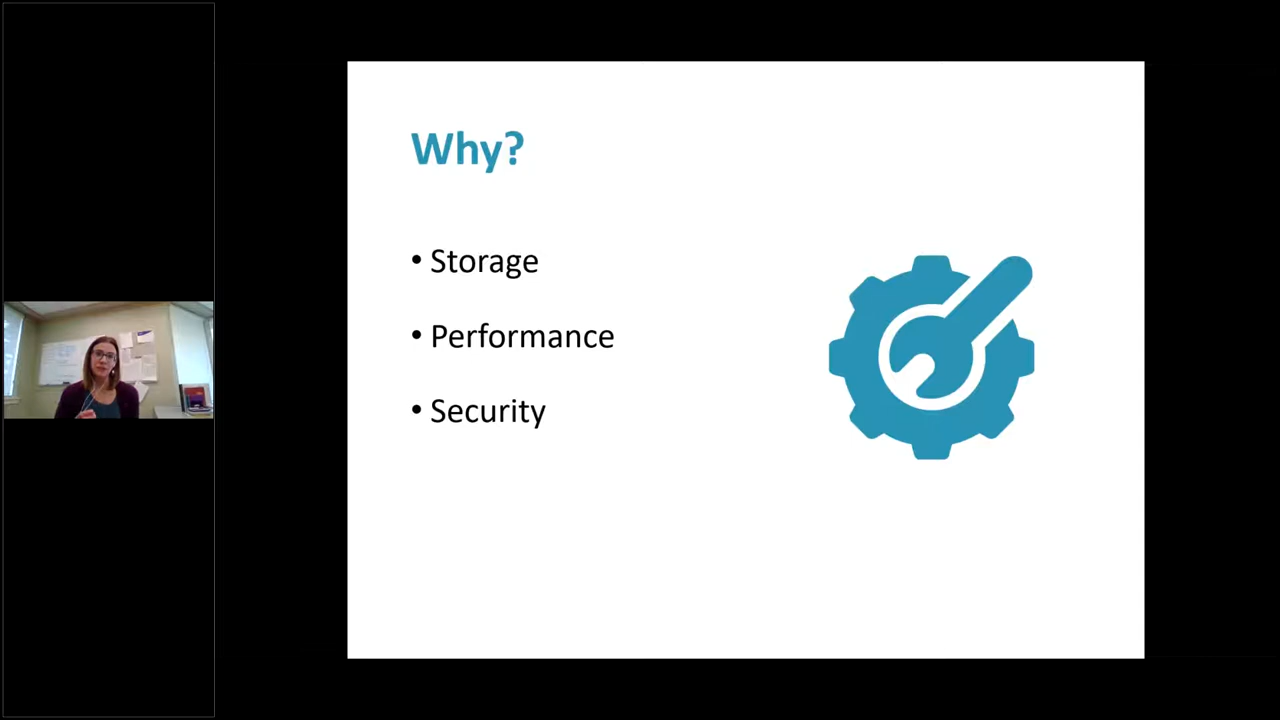 Why?
• Storage
• Performance
• Security